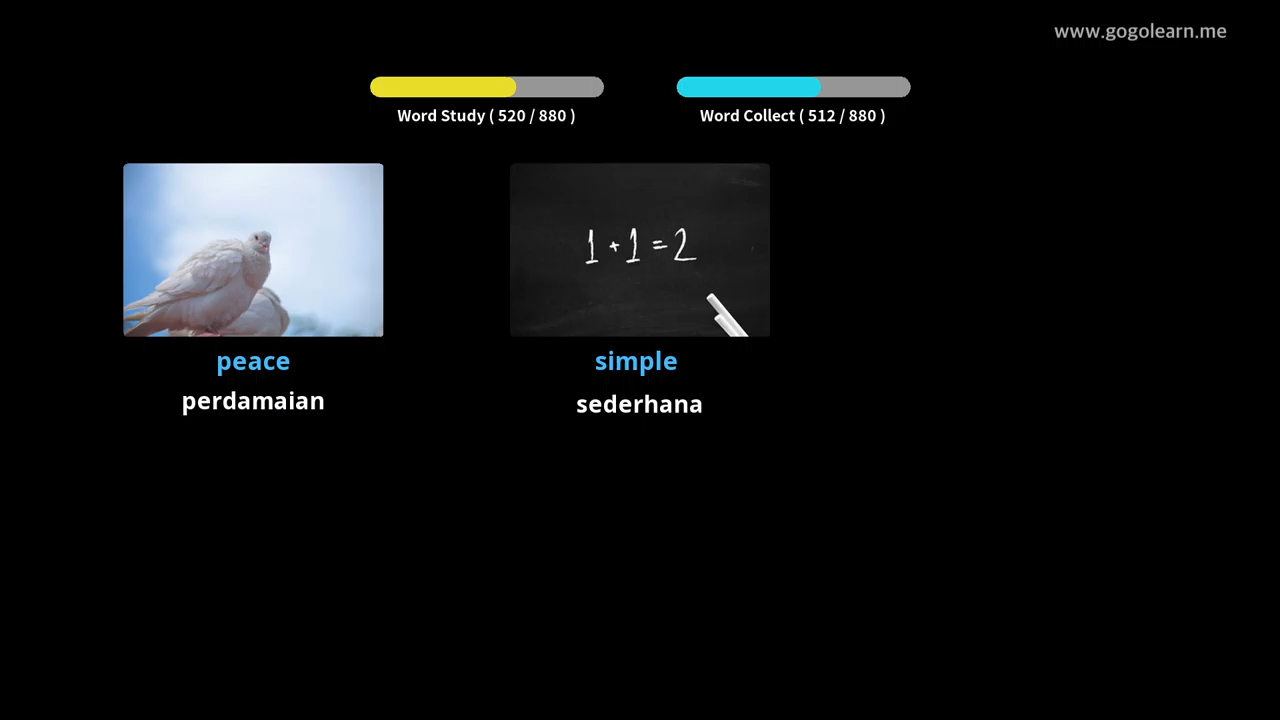 www.gogolearn.me
Word Study ( 520 / 880 )
Word Collect ( 512 / 880 )
1 + 1 = 2
peace
perdamaian
simple
sederhana